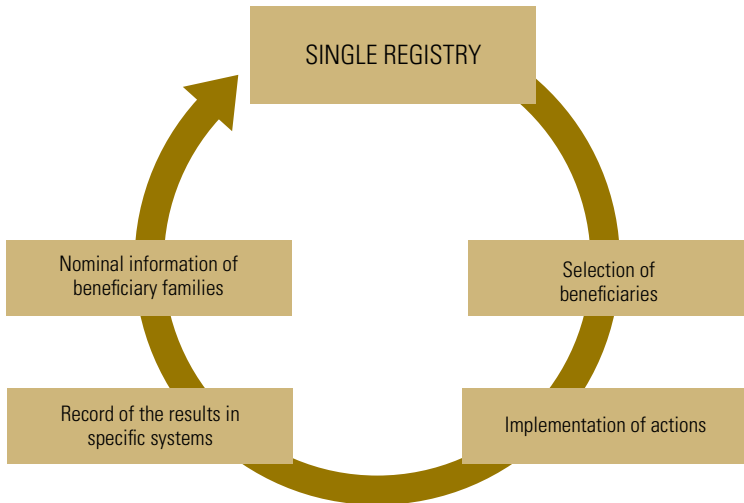 SINGLE REGISTRY
Nominal information of
beneficiary families
Selection of
beneficiaries
Record of the results in
specific systems
Implementation of actions